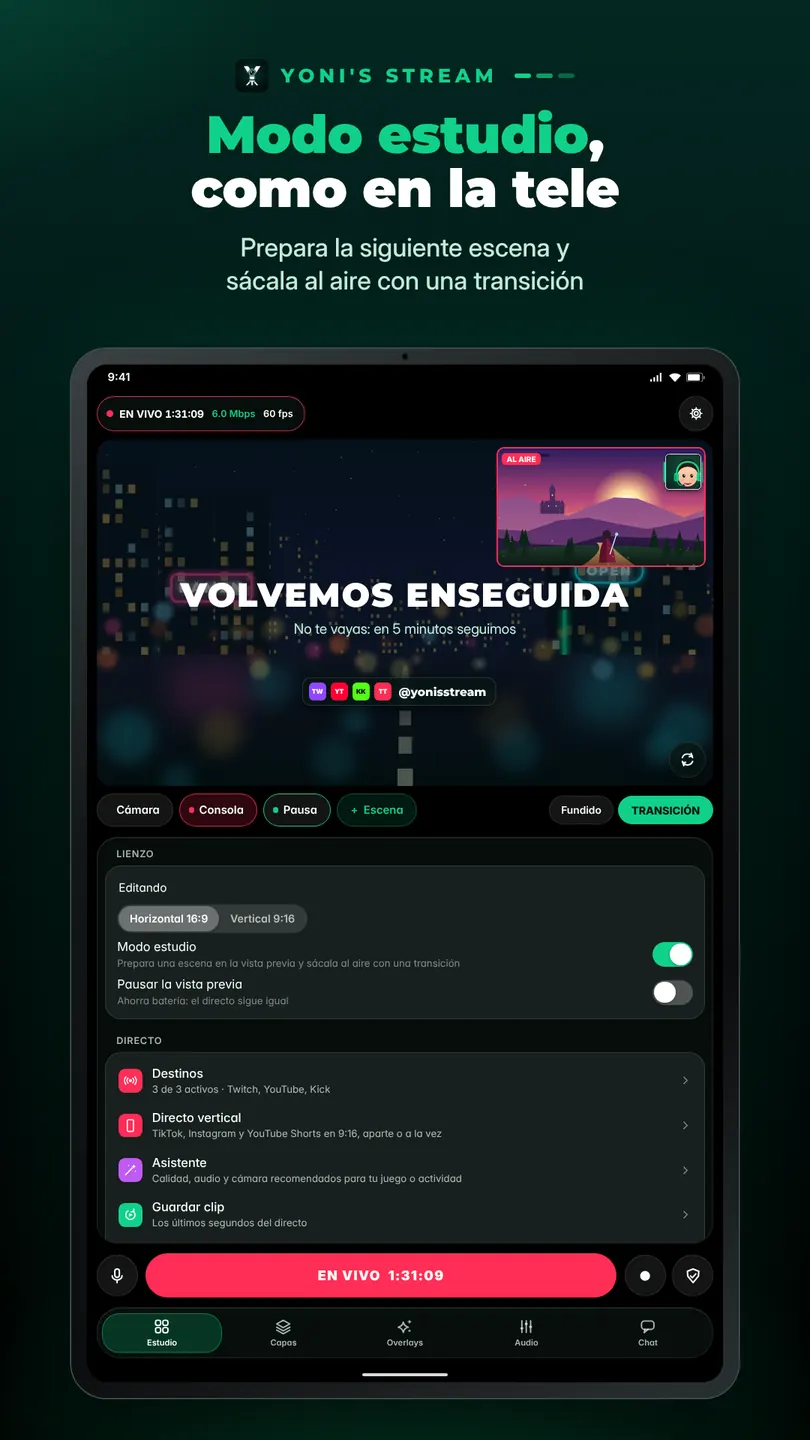 YONI'S STREAM
Modo estudio,
como en la tele
Prepara la siguiente escena y
sácala al aire con una transición
9:41
EN VIVO 1:31:09 6.0 Mbps 60 fps
AL AIRE
OPEN
VOLVEMOS ENSEGUIDA
No te vayas: en 5 minutos seguimos
TW YT KK TT @yonisstream
Cámara Consola Pausa + Escena Fundido TRANSICIÓN
LIENZO
Editando
Horizontal 16:9 Vertical 9:16
Modo estudio
Prepara una escena en la vista previa y sácala al aire con una transición
Pausar la vista previa
Ahorra batería: el directo sigue igual
DIRECTO
Destinos
3 de 3 activos · Twitch, YouTube, Kick
Directo vertical
TikTok, Instagram y YouTube Shorts en 9:16, aparte o a la vez
Asistente
Calidad, audio y cámara recomendados para tu juego o actividad
Guardar clip
Los últimos segundos del directo
EN VIVO 1:31:09
Estudio Capas Overlays Audio Chat